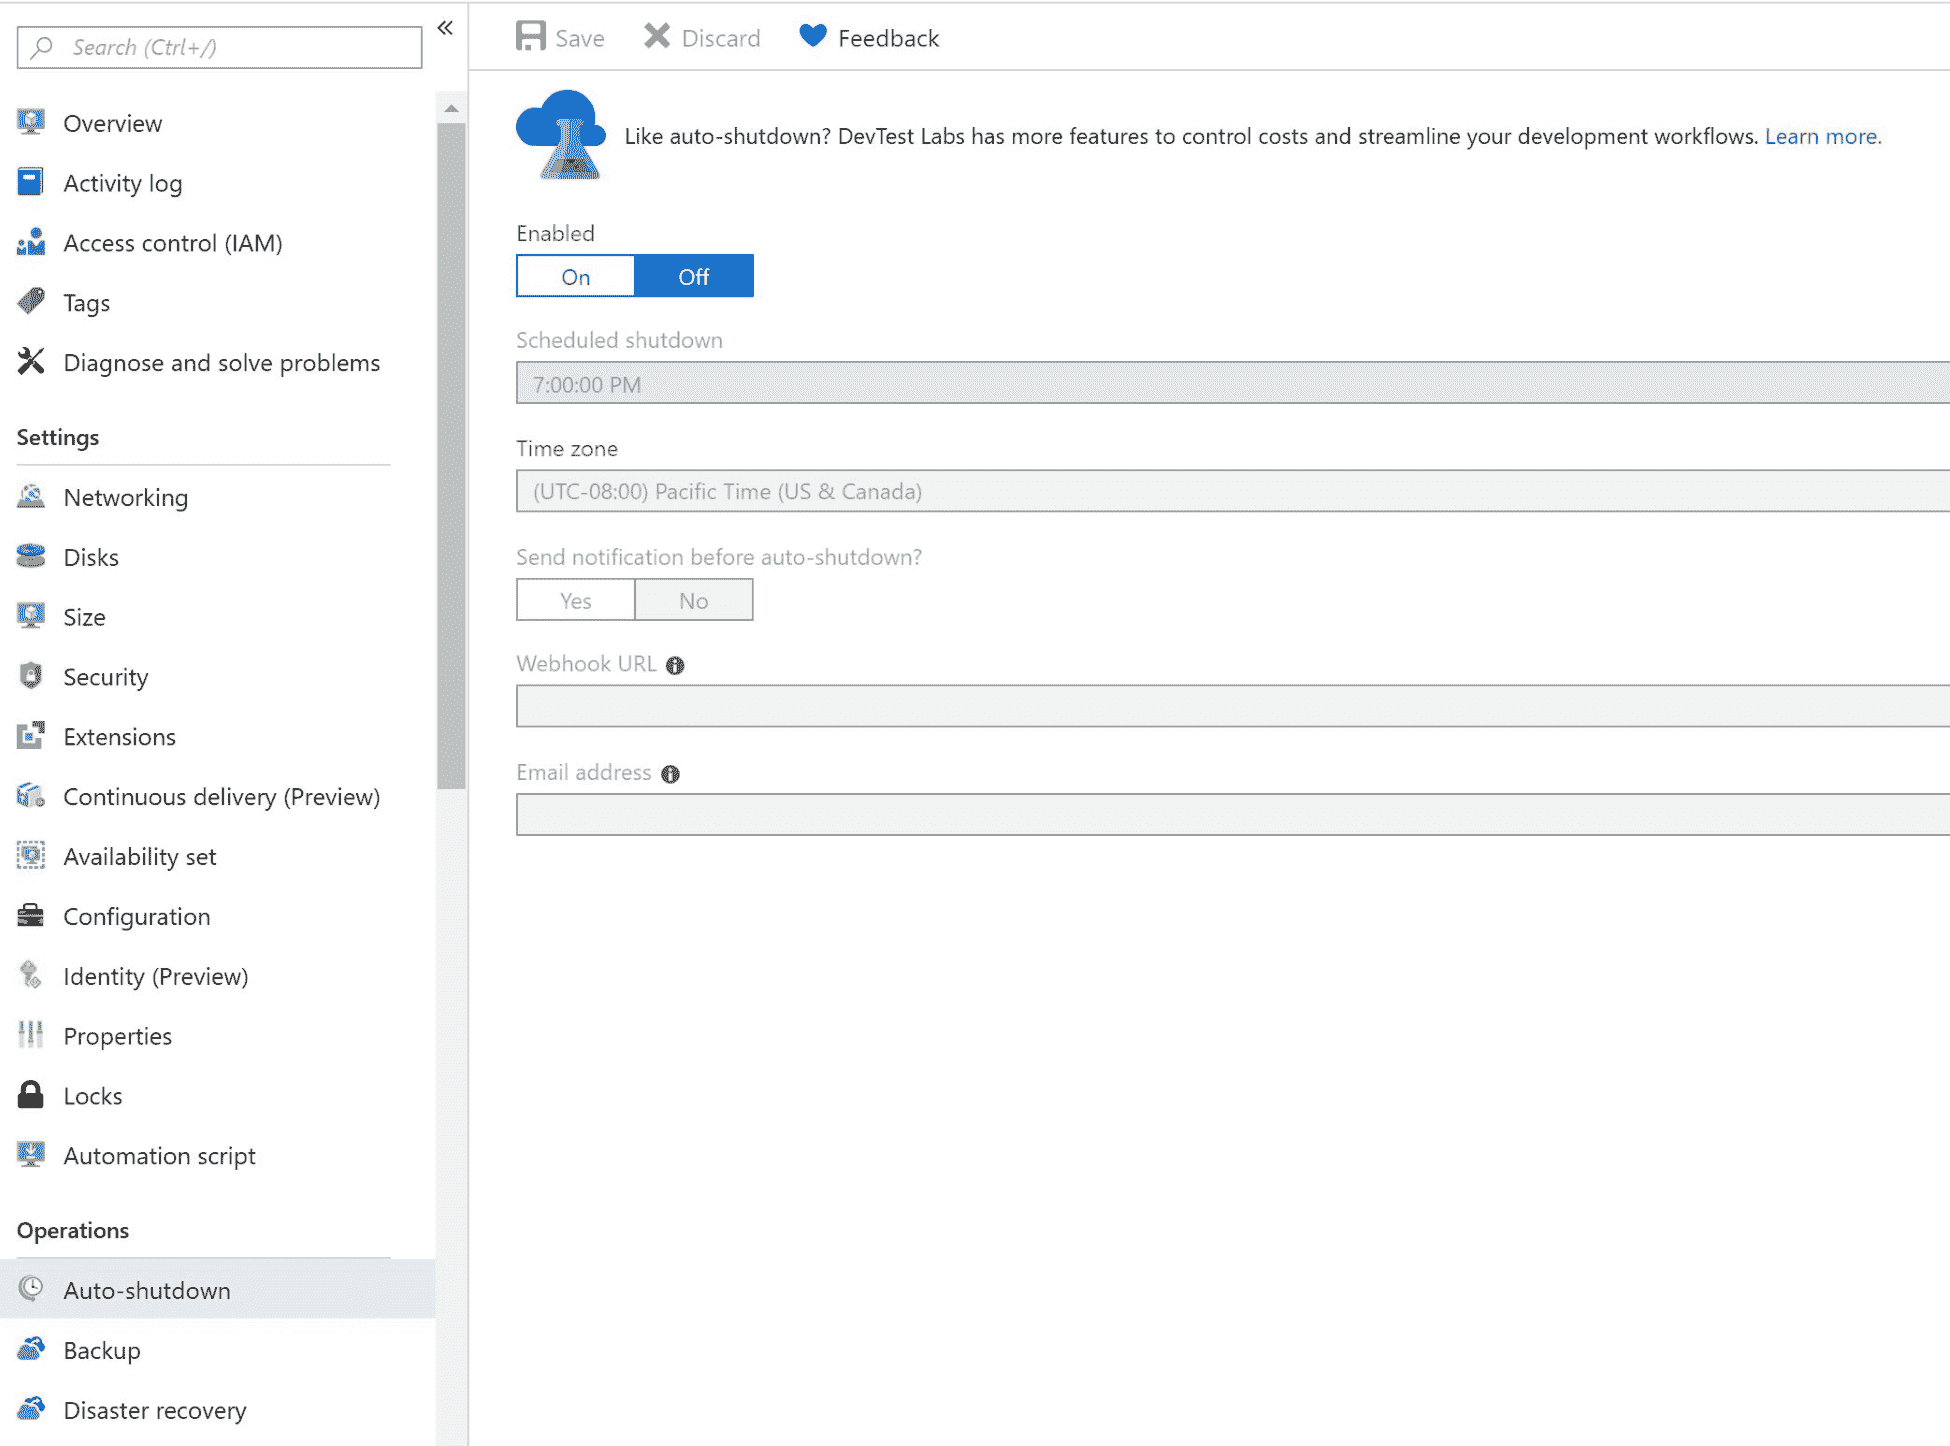 Search (Ctrl+/)
«
Overview
Activity log
Access control (IAM)
Tags
Diagnose and solve problems
Settings
Networking
Disks
Size
Security
Extensions
Continuous delivery (Preview)
Availability set
Configuration
Identity (Preview)
Properties
Locks
Automation script
Operations
Auto-shutdown
Backup
Disaster recovery
Save Discard Feedback
Like auto-shutdown? DevTest Labs has more features to control costs and streamline your development workflows. Learn more.
Enabled
On Off
Scheduled shutdown
7:00:00 PM
Time zone
(UTC-08:00) Pacific Time (US & Canada)
Send notification before auto-shutdown?
Yes No
Webhook URL
Email address